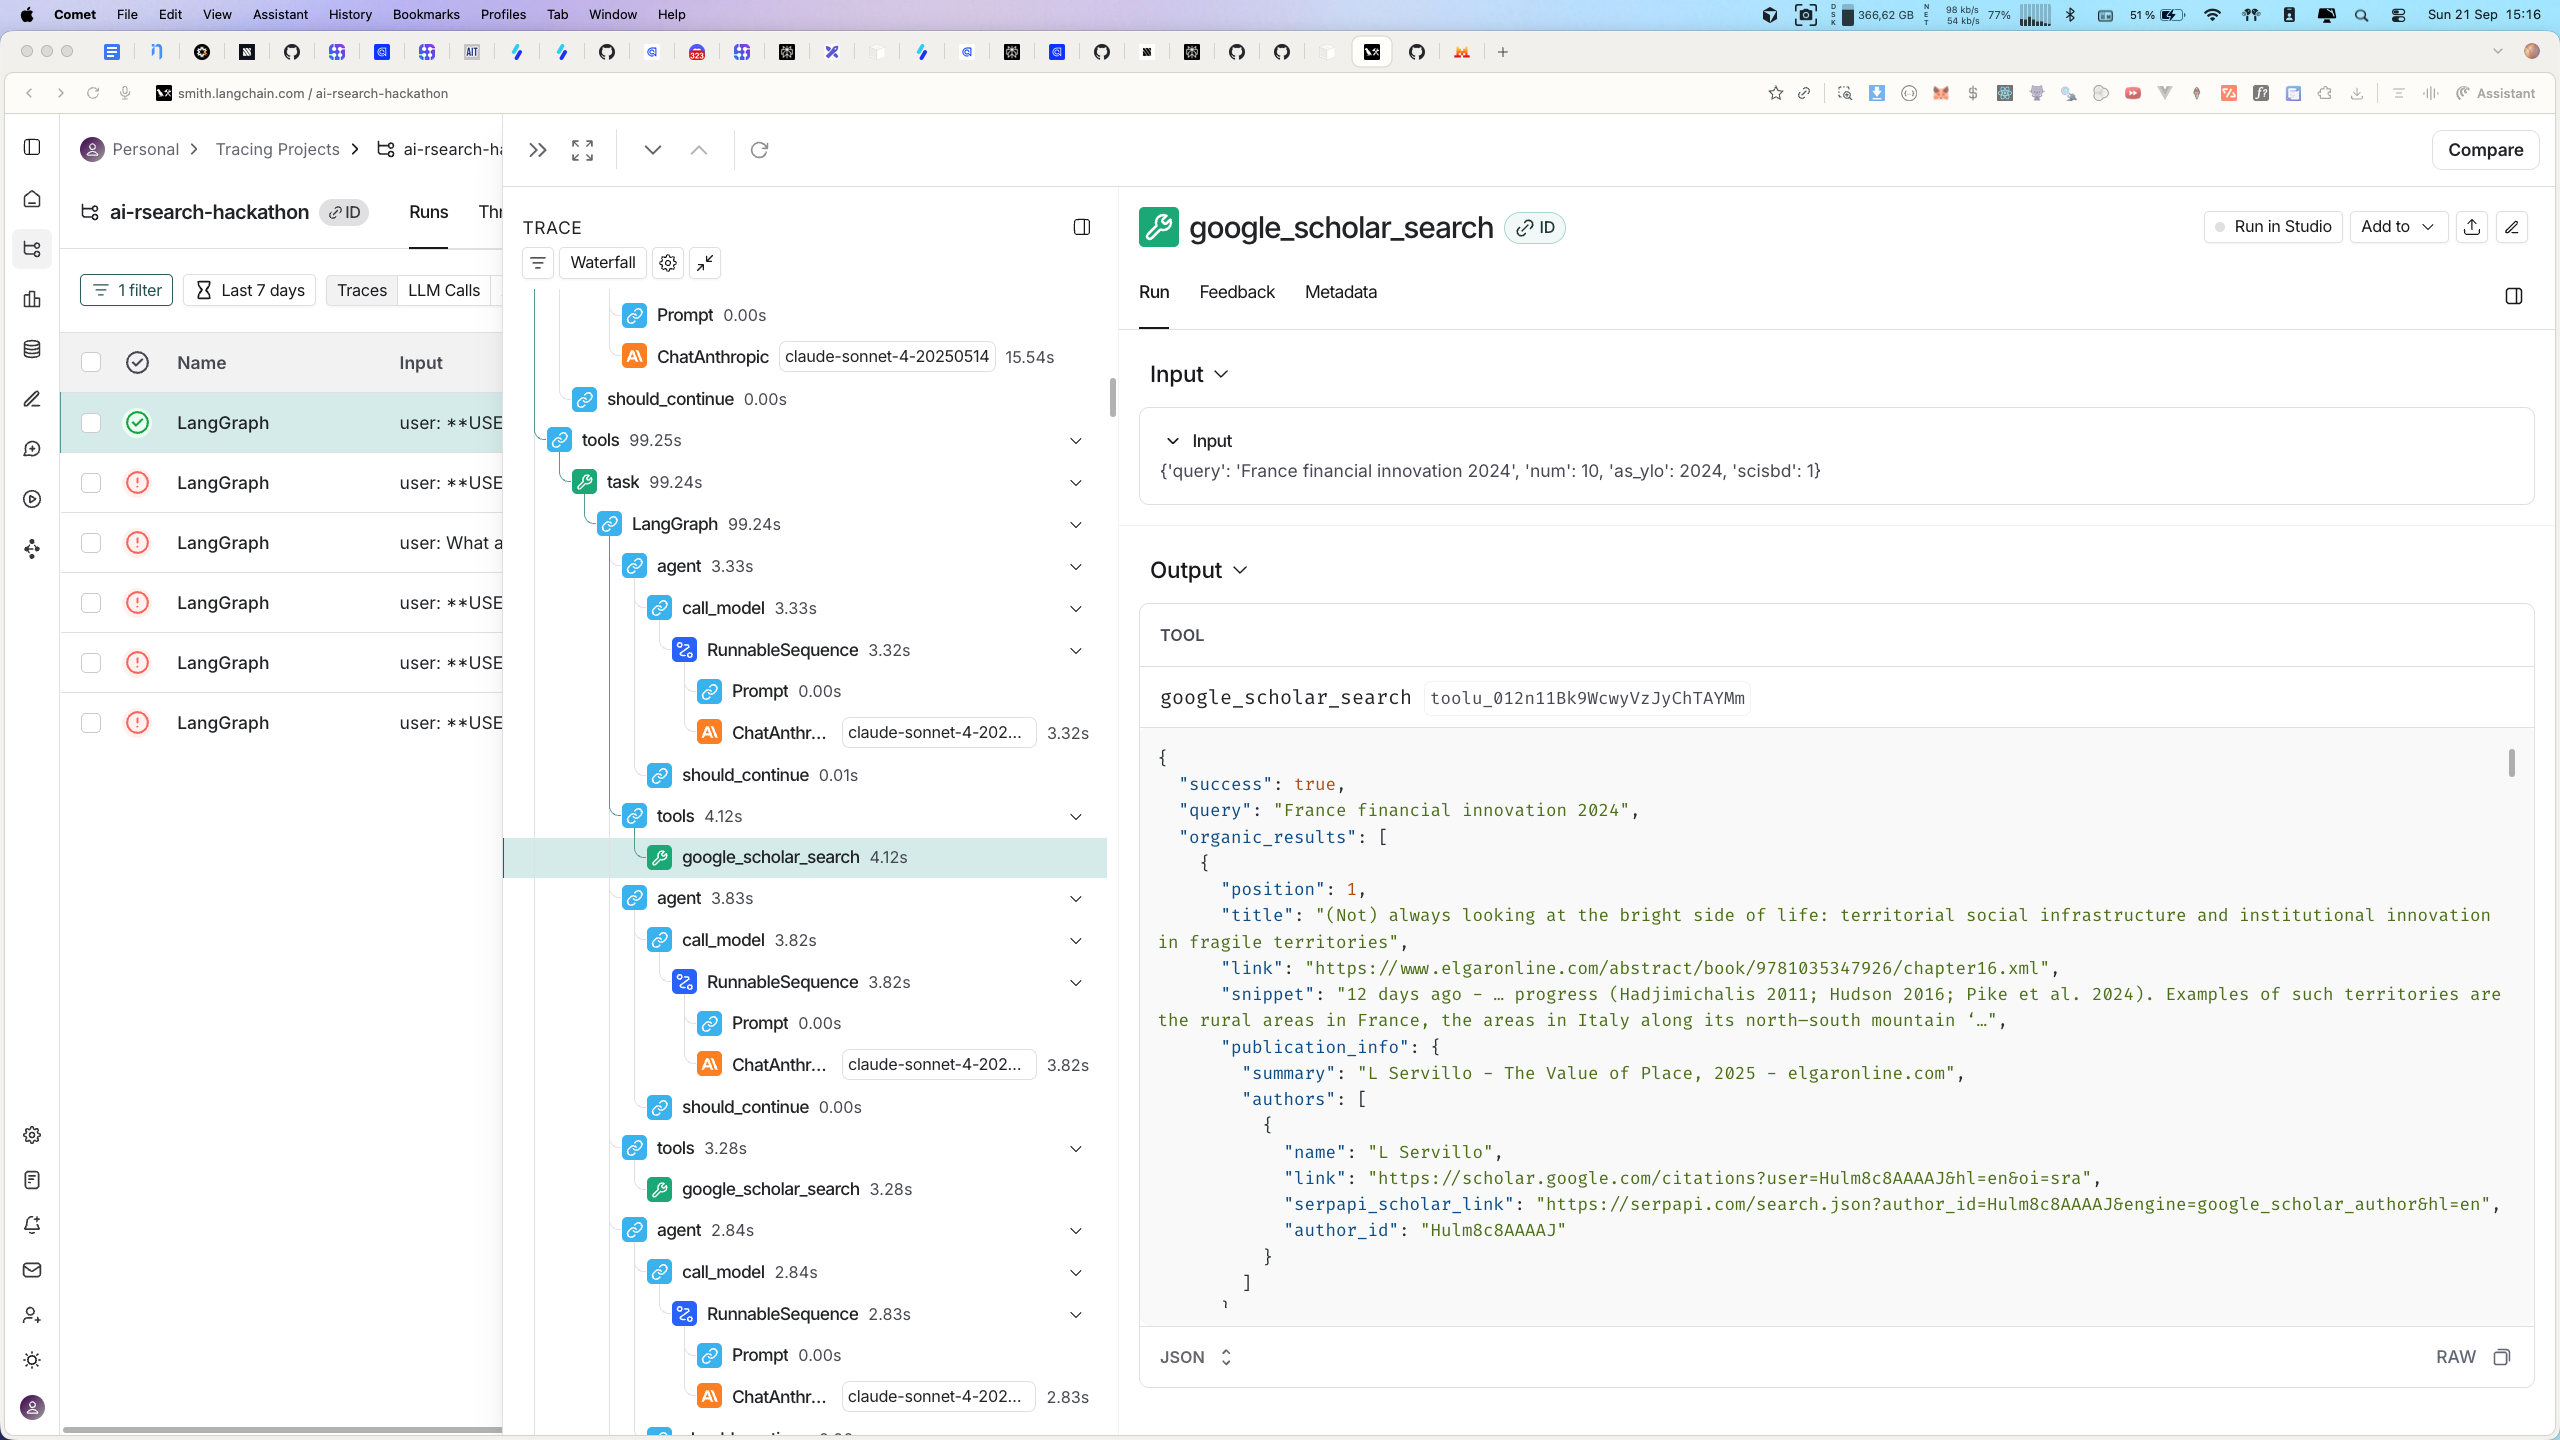 Comet File Edit View Assistant History Bookmarks Profiles Tab Window Help
DSK 366,62 GB NET 98 kb/s 54 kb/s 77% 51 % Sun 21 Sep 15:16
AIT 323
smith.langchain.com / ai-rsearch-hackathon
Assistant
Personal > Tracing Projects > ai-rsearch-ha
ai-rsearch-hackathon ID Runs Thr
1 filter Last 7 days Traces LLM Calls
Name Input
LangGraph user: **USE
LangGraph user: **USE
LangGraph user: What a
LangGraph user: **USE
LangGraph user: **USE
LangGraph user: **USE
Compare
TRACE
Waterfall
Prompt 0.00s
ChatAnthropic claude-sonnet-4-20250514 15.54s
should_continue 0.00s
tools 99.25s
task 99.24s
LangGraph 99.24s
agent 3.33s
call_model 3.33s
RunnableSequence 3.32s
Prompt 0.00s
ChatAnthr... claude-sonnet-4-202... 3.32s
should_continue 0.01s
tools 4.12s
google_scholar_search 4.12s
agent 3.83s
call_model 3.82s
RunnableSequence 3.82s
Prompt 0.00s
ChatAnthr... claude-sonnet-4-202... 3.82s
should_continue 0.00s
tools 3.28s
google_scholar_search 3.28s
agent 2.84s
call_model 2.84s
RunnableSequence 2.83s
Prompt 0.00s
ChatAnthr... claude-sonnet-4-202... 2.83s
google_scholar_search ID
Run in Studio Add to
Run Feedback Metadata
Input
Input
{'query': 'France financial innovation 2024', 'num': 10, 'as_ylo': 2024, 'scisbd': 1}
Output
TOOL
google_scholar_search toolu_012n11Bk9WcwyVzJyChTAYMm
{
"success": true,
"query": "France financial innovation 2024",
"organic_results": [
{
"position": 1,
"title": "(Not) always looking at the bright side of life: territorial social infrastructure and institutional innovation
in fragile territories",
"link": "https://www.elgaronline.com/abstract/book/9781035347926/chapter16.xml",
"snippet": "12 days ago - … progress (Hadjimichalis 2011; Hudson 2016; Pike et al. 2024). Examples of such territories are
the rural areas in France, the areas in Italy along its north–south mountain ‘…",
"publication_info": {
"summary": "L Servillo - The Value of Place, 2025 - elgaronline.com",
"authors": [
{
"name": "L Servillo",
"link": "https://scholar.google.com/citations?user=Hulm8c8AAAAJ&hl=en&oi=sra",
"serpapi_scholar_link": "https://serpapi.com/search.json?author_id=Hulm8c8AAAAJ&engine=google_scholar_author&hl=en",
"author_id": "Hulm8c8AAAAJ"
}
]
JSON RAW